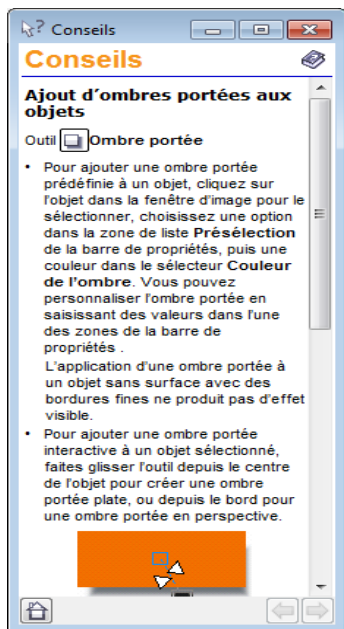 Conseils
Conseils
Ajout d’ombres portées aux
objets
Outil Ombre portée
• Pour ajouter une ombre portée
prédéfinie à un objet, cliquez sur
l’objet dans la fenêtre d’image pour le
sélectionner, choisissez une option
dans la zone de liste Présélection
de la barre de propriétés, puis une
couleur dans le sélecteur Couleur
de l’ombre. Vous pouvez
personnaliser l’ombre portée en
saisissant des valeurs dans l’une
des zones de la barre de
propriétés .
L’application d’une ombre portée à
un objet sans surface avec des
bordures fines ne produit pas d’effet
visible.
• Pour ajouter une ombre portée
interactive à un objet sélectionné,
faites glisser l’outil depuis le centre
de l’objet pour créer une ombre
portée plate, ou depuis le bord pour
une ombre portée en perspective.